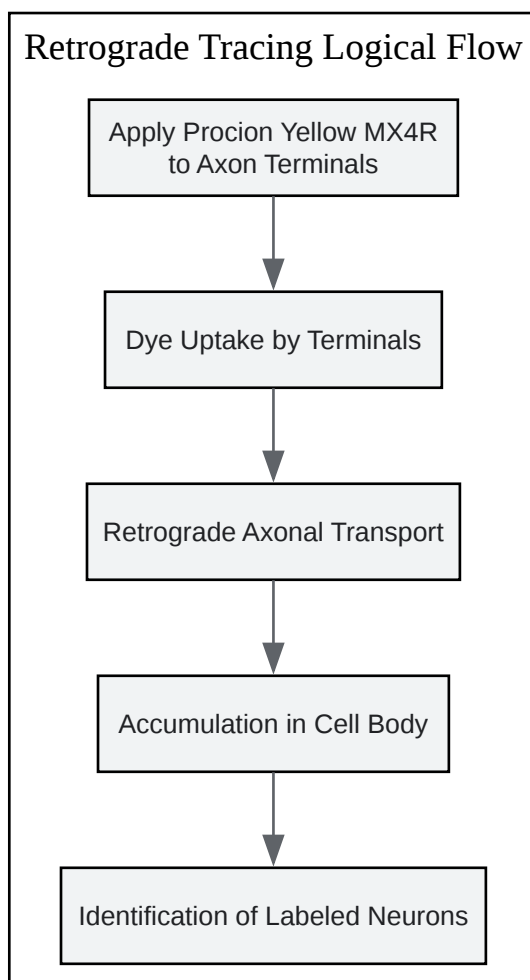 Retrograde Tracing Logical Flow
Apply Procion Yellow MX4R
to Axon Terminals
Dye Uptake by Terminals
Retrograde Axonal Transport
Accumulation in Cell Body
Identification of Labeled Neurons